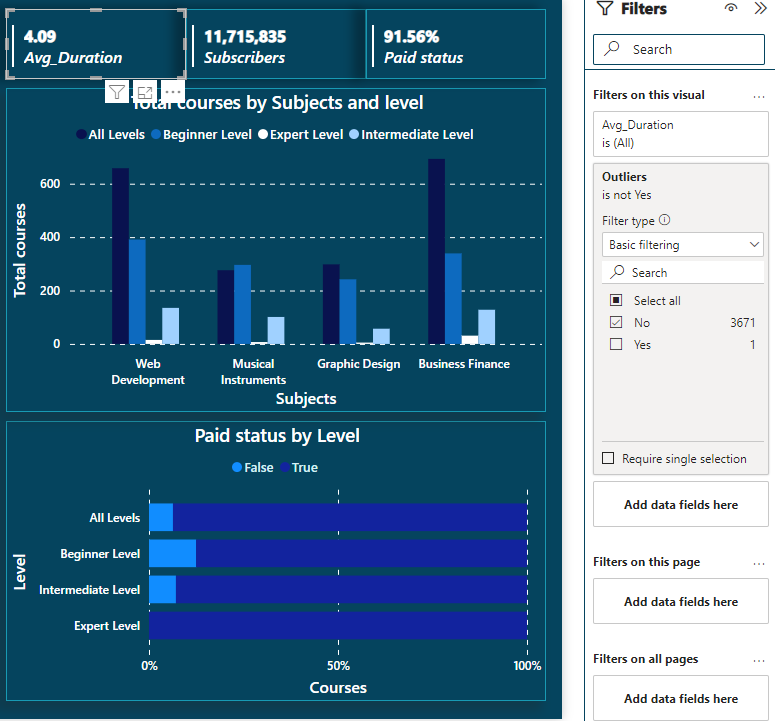 4.09
Avg_Duration
11,715,835
Subscribers
91.56%
Paid status
Total courses by Subjects and level
All Levels Beginner Level Expert Level Intermediate Level
Total courses
600
400
200
0
Web Development
Musical Instruments
Graphic Design
Business Finance
Subjects
Paid status by Level
False True
Level
All Levels
Beginner Level
Intermediate Level
Expert Level
0% 50% 100%
Courses
Filters
Search
Filters on this visual
Avg_Duration
is (All)
Outliers
is not Yes
Filter type
Basic filtering
Search
Select all
No 3671
Yes 1
Require single selection
Add data fields here
Filters on this page
Add data fields here
Filters on all pages
Add data fields here